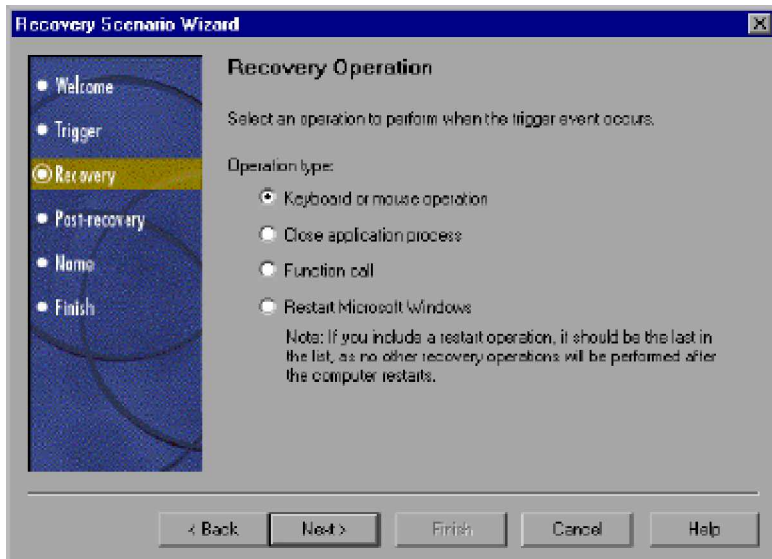 Recovery Scenario Wizard
Welcome
Trigger
Recovery
Post-recovery
Name
Finish
Recovery Operation
Select an operation to perform when the trigger event occurs.
Operation type:
Keyboard or mouse operation
Close application process
Function call
Restart Microsoft Windows
Note: If you include a restart operation, it should be the last in
the list, as no other recovery operations will be performed after
the computer restarts.
< Back
Next >
Finish
Cancel
Help